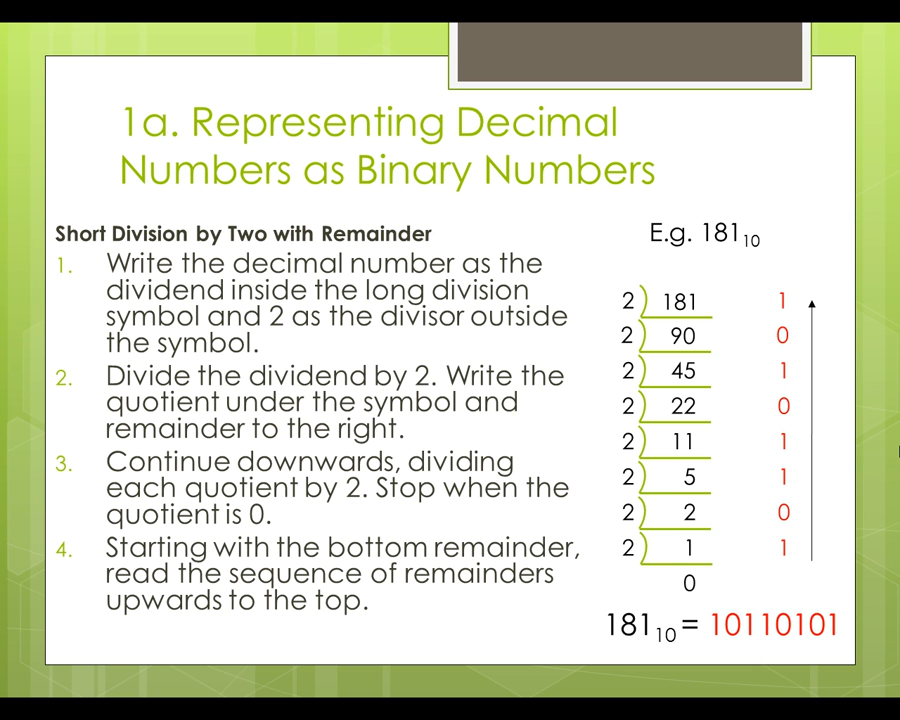 1a. Representing Decimal
Numbers as Binary Numbers
Short Division by Two with Remainder
1. Write the decimal number as the
dividend inside the long division
symbol and 2 as the divisor outside
the symbol.
2. Divide the dividend by 2. Write the
quotient under the symbol and
remainder to the right.
3. Continue downwards, dividing
each quotient by 2. Stop when the
quotient is 0.
4. Starting with the bottom remainder,
read the sequence of remainders
upwards to the top.
E.g. 181₁₀
2 ) 181 1
2 ) 90 0
2 ) 45 1
2 ) 22 0
2 ) 11 1
2 ) 5 1
2 ) 2 0
2 ) 1 1
0
181₁₀ = 10110101